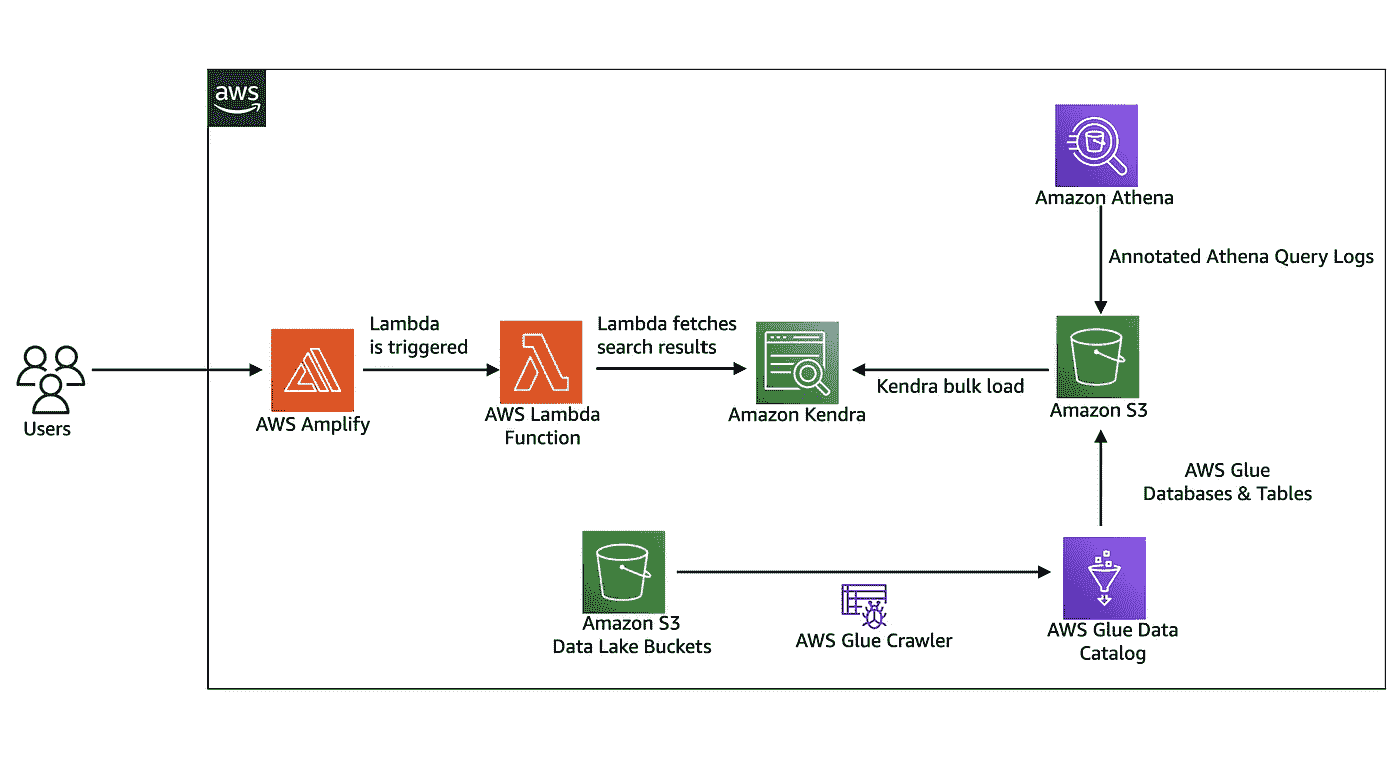 aws
Amazon Athena
Annotated Athena Query Logs
Lambda
is triggered
Lambda fetches
search results
Users
AWS Amplify
AWS Lambda
Function
Amazon Kendra
Kendra bulk load
Amazon S3
AWS Glue
Databases & Tables
Amazon S3
Data Lake Buckets
AWS Glue Crawler
AWS Glue Data
Catalog